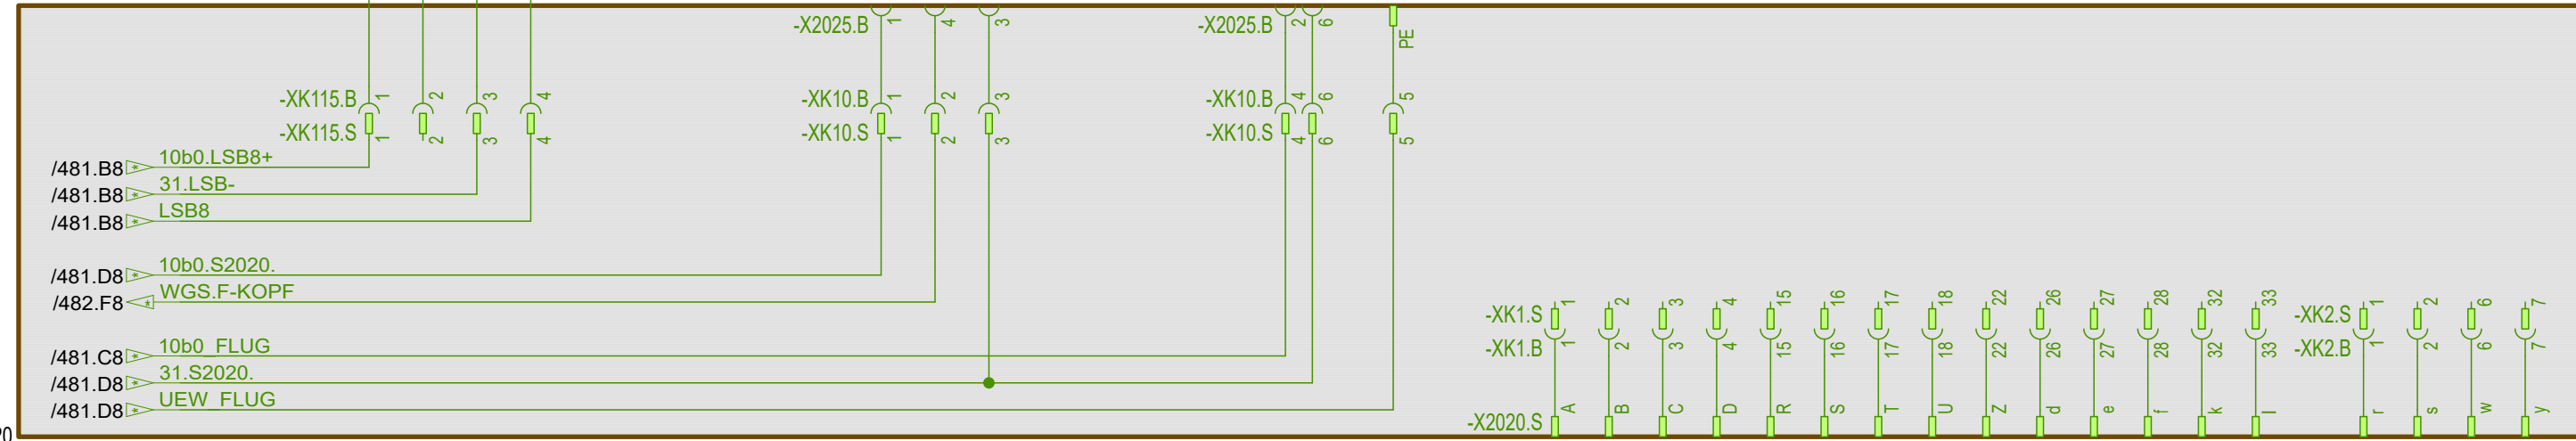 -X2025.B 1 4 3 -X2025.B 2 6 PE
-XK115.B 1 2 3 4 -XK10.B 1 2 3 -XK10.B 4 6 5
-XK115.S 1 2 3 4 -XK10.S 1 2 3 -XK10.S 4 6 5
/481.B8 * 10b0.LSB8+
/481.B8 * 31.LSB-
/481.B8 * LSB8
/481.D8 * 10b0.S2020.
/482.F8 * WGS.F-KOPF
/481.C8 * 10b0_FLUG
/481.D8 * 31.S2020.
/481.D8 * UEW_FLUG
-XK1.S 1 2 3 4 15 16 17 18 22 26 27 28 32 33 -XK2.S 1 2 6 7
-XK1.B 1 2 3 4 15 16 17 18 22 26 27 28 32 33 -XK2.B 1 2 6 7
-X2020.S A B C D R S T U Z d e f k l r s w y